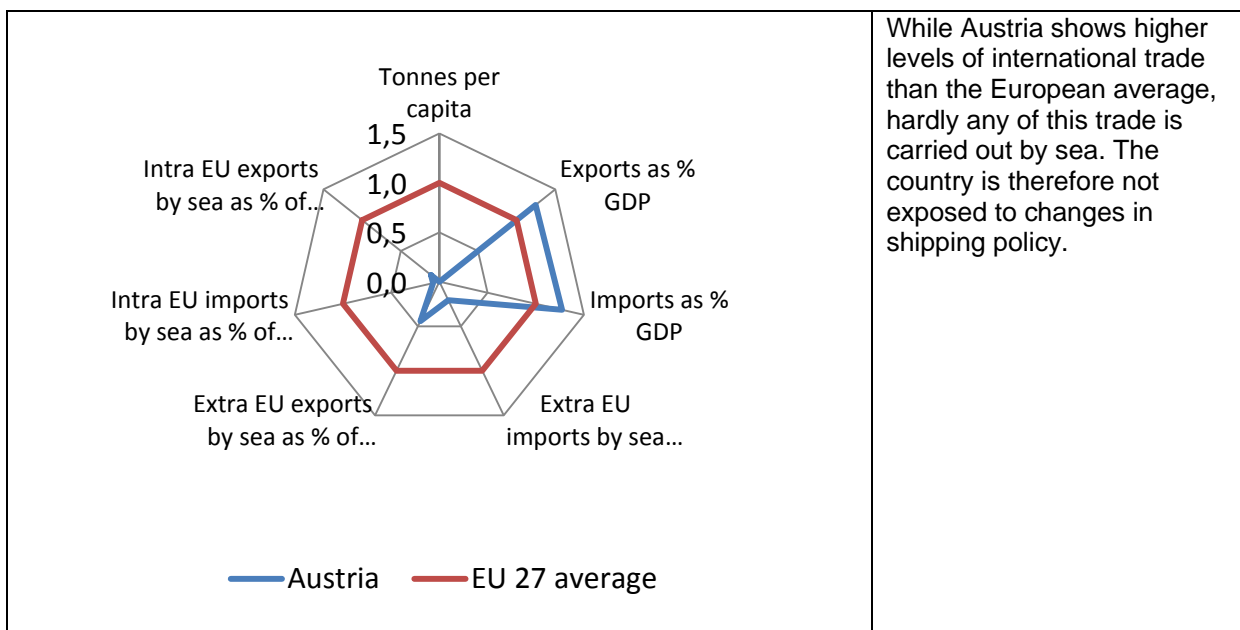 Tonnes per
capita
1,5
1,0
0,5
0,0
Exports as %
GDP
Imports as %
GDP
Extra EU
imports by sea...
Extra EU exports
by sea as % of...
Intra EU imports
by sea as % of...
Intra EU exports
by sea as % of...
Austria
EU 27 average
While Austria shows higher
levels of international trade
than the European average,
hardly any of this trade is
carried out by sea. The
country is therefore not
exposed to changes in
shipping policy.